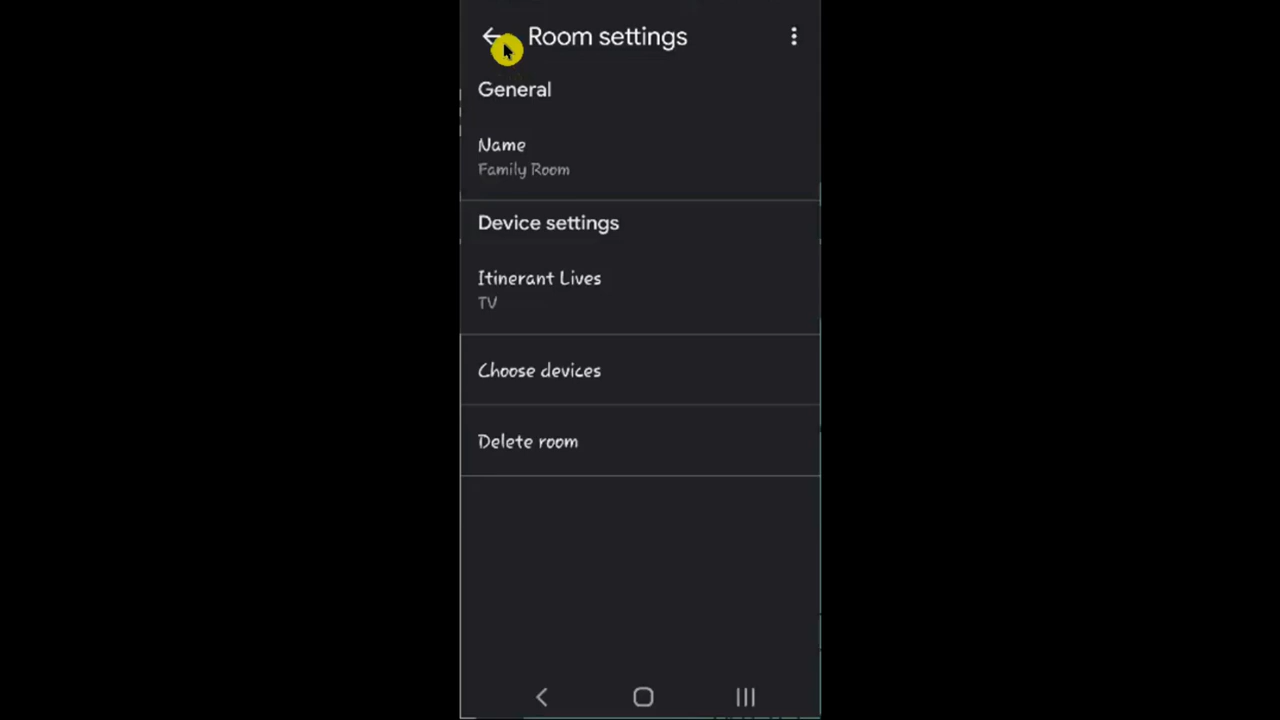 Room settings
General
Name
Family Room
Device settings
Itinerant Lives
TV
Choose devices
Delete room